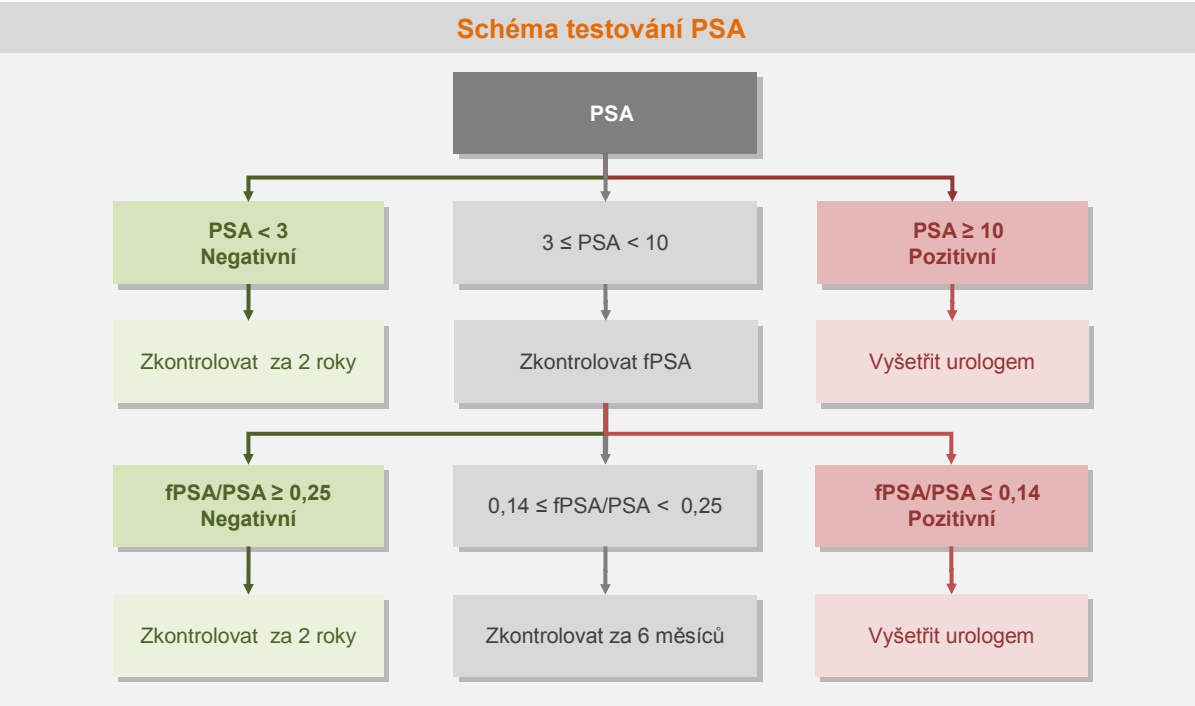 Schéma testování PSA
PSA
PSA < 3
Negativní
3 ≤ PSA < 10
PSA ≥ 10
Pozitivní
Zkontrolovat za 2 roky
Zkontrolovat fPSA
Vyšetřit urologem
fPSA/PSA ≥ 0,25
Negativní
0,14 ≤ fPSA/PSA < 0,25
fPSA/PSA ≤ 0,14
Pozitivní
Zkontrolovat za 2 roky
Zkontrolovat za 6 měsíců
Vyšetřit urologem